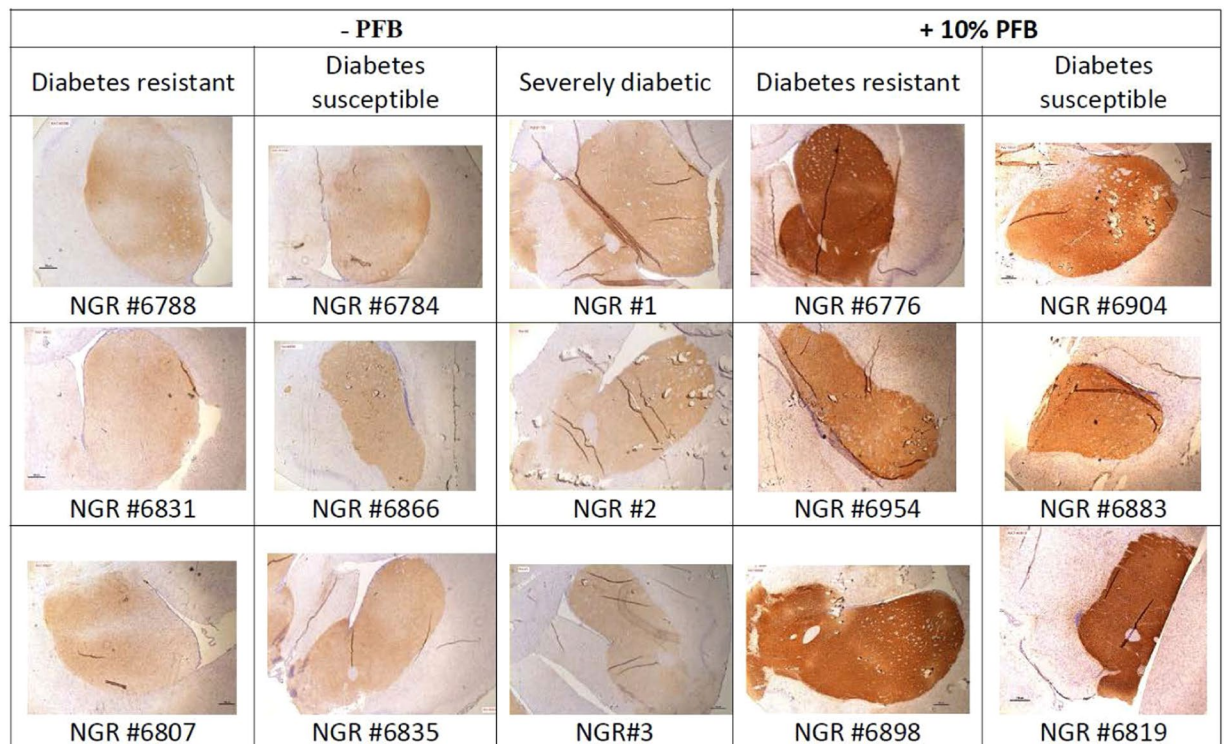 - PFB
+ 10% PFB
Diabetes resistant
Diabetes
susceptible
Severely diabetic
Diabetes resistant
Diabetes
susceptible
NGR #6788
NGR #6784
NGR #1
NGR #6776
NGR #6904
NGR #6831
NGR #6866
NGR #2
NGR #6954
NGR #6883
NGR #6807
NGR #6835
NGR#3
NGR #6898
NGR #6819